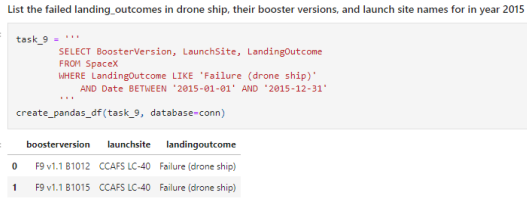 List the failed landing_outcomes in drone ship, their booster versions, and launch site names for in year 2015
task_9 = '''
SELECT BoosterVersion, LaunchSite, LandingOutcome
FROM SpaceX
WHERE LandingOutcome LIKE 'Failure (drone ship)'
AND Date BETWEEN '2015-01-01' AND '2015-12-31'
'''
create_pandas_df(task_9, database=conn)
boosterversion launchsite landingoutcome
0 F9 v1.1 B1012 CCAFS LC-40 Failure (drone ship)
1 F9 v1.1 B1015 CCAFS LC-40 Failure (drone ship)